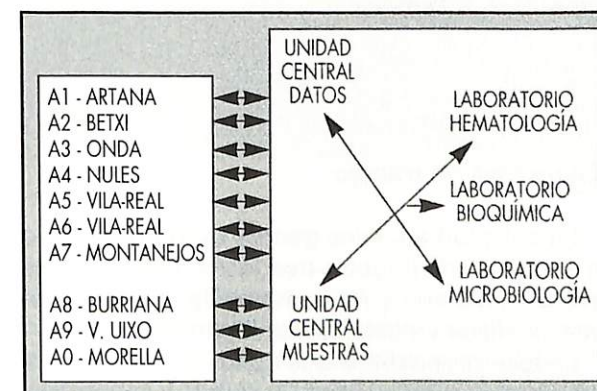 A1 - ARTANA
A2 - BETXI
A3 - ONDA
A4 - NULES
A5 - VILA-REAL
A6 - VILA-REAL
A7 - MONTANEJOS
A8 - BURRIANA
A9 - V. UIXO
A0 - MORELLA
UNIDAD
CENTRAL
DATOS
UNIDAD
CENTRAL
MUESTRAS
LABORATORIO
HEMATOLOGÍA
LABORATORIO
BIOQUÍMICA
LABORATORIO
MICROBIOLOGÍA